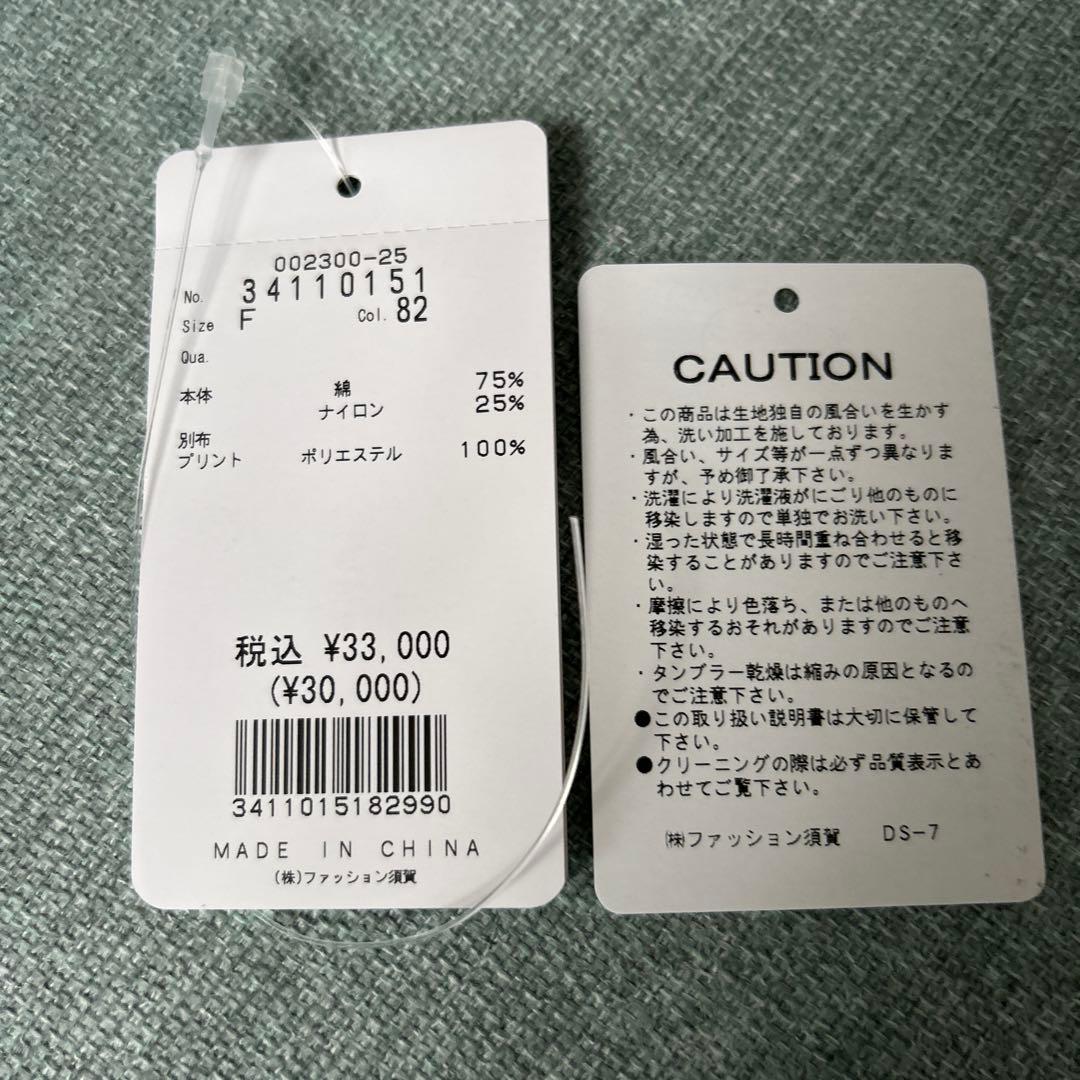 002300-25
No. 34110151
Size F Col. 82
Qua.
本体 綿 75%
ナイロン 25%
別布
プリント ポリエステル 100%
税込 ¥33,000
(¥30,000)
3411015182990
MADE IN CHINA
(株)ファッション須賀
CAUTION
・この商品は生地独自の風合いを生かす
為、洗い加工を施しております。
・風合い、サイズ等が一点ずつ異なりま
すが、予め御了承下さい。
・洗濯により洗濯液がにごり他のものに
移染しますので単独でお洗い下さい。
・湿った状態で長時間重ね合わせると移
染することがありますのでご注意下さ
い。
・摩擦により色落ち、または他のものへ
移染するおそれがありますのでご注意
下さい。
・タンブラー乾燥は縮みの原因となるの
でご注意下さい。
●この取り扱い説明書は大切に保管して
下さい。
●クリーニングの際は必ず品質表示とあ
わせてご覧下さい。
㈱ファッション須賀 DS-7